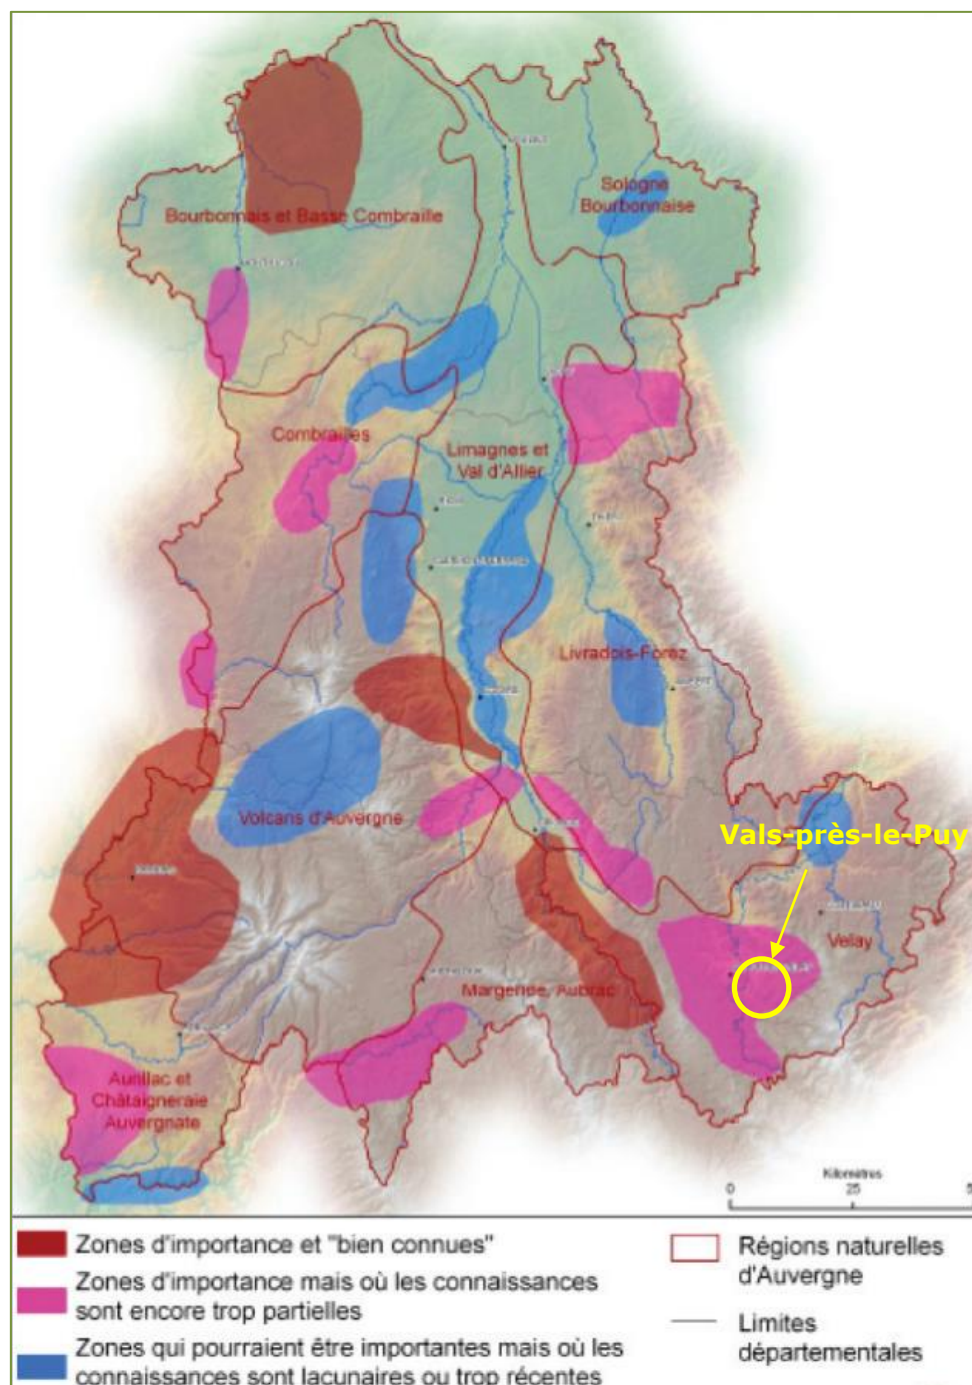 Sologne
Bourbonnaise
Bourbonnais et Basse Combraille
Combrailles
Limagnes et
Val d'Allier
Livradois-Forez
Volcans d'Auvergne
Vals-près-le-Puy
Velay
Margeride, Aubrac
Aurillac et
Châtaigneraie
Auvergnate
Kilomètres
0 25 5
Zones d'importance et "bien connues"
Zones d'importance mais où les connaissances
sont encore trop partielles
Zones qui pourraient être importantes mais où les
connaissances sont lacunaires ou trop récentes
Régions naturelles
d'Auvergne
Limites
départementales